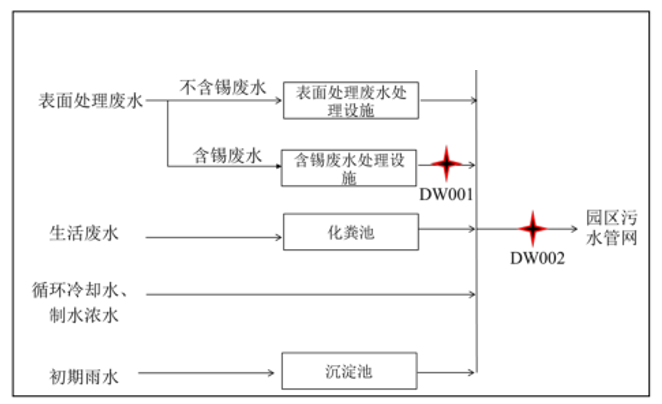 不含锡废水
表面处理废水处
理设施
表面处理废水
含锡废水
含锡废水处理设
施
DW001
生活废水
化粪池
园区污
水管网
DW002
循环冷却水、
制水浓水
初期雨水
沉淀池